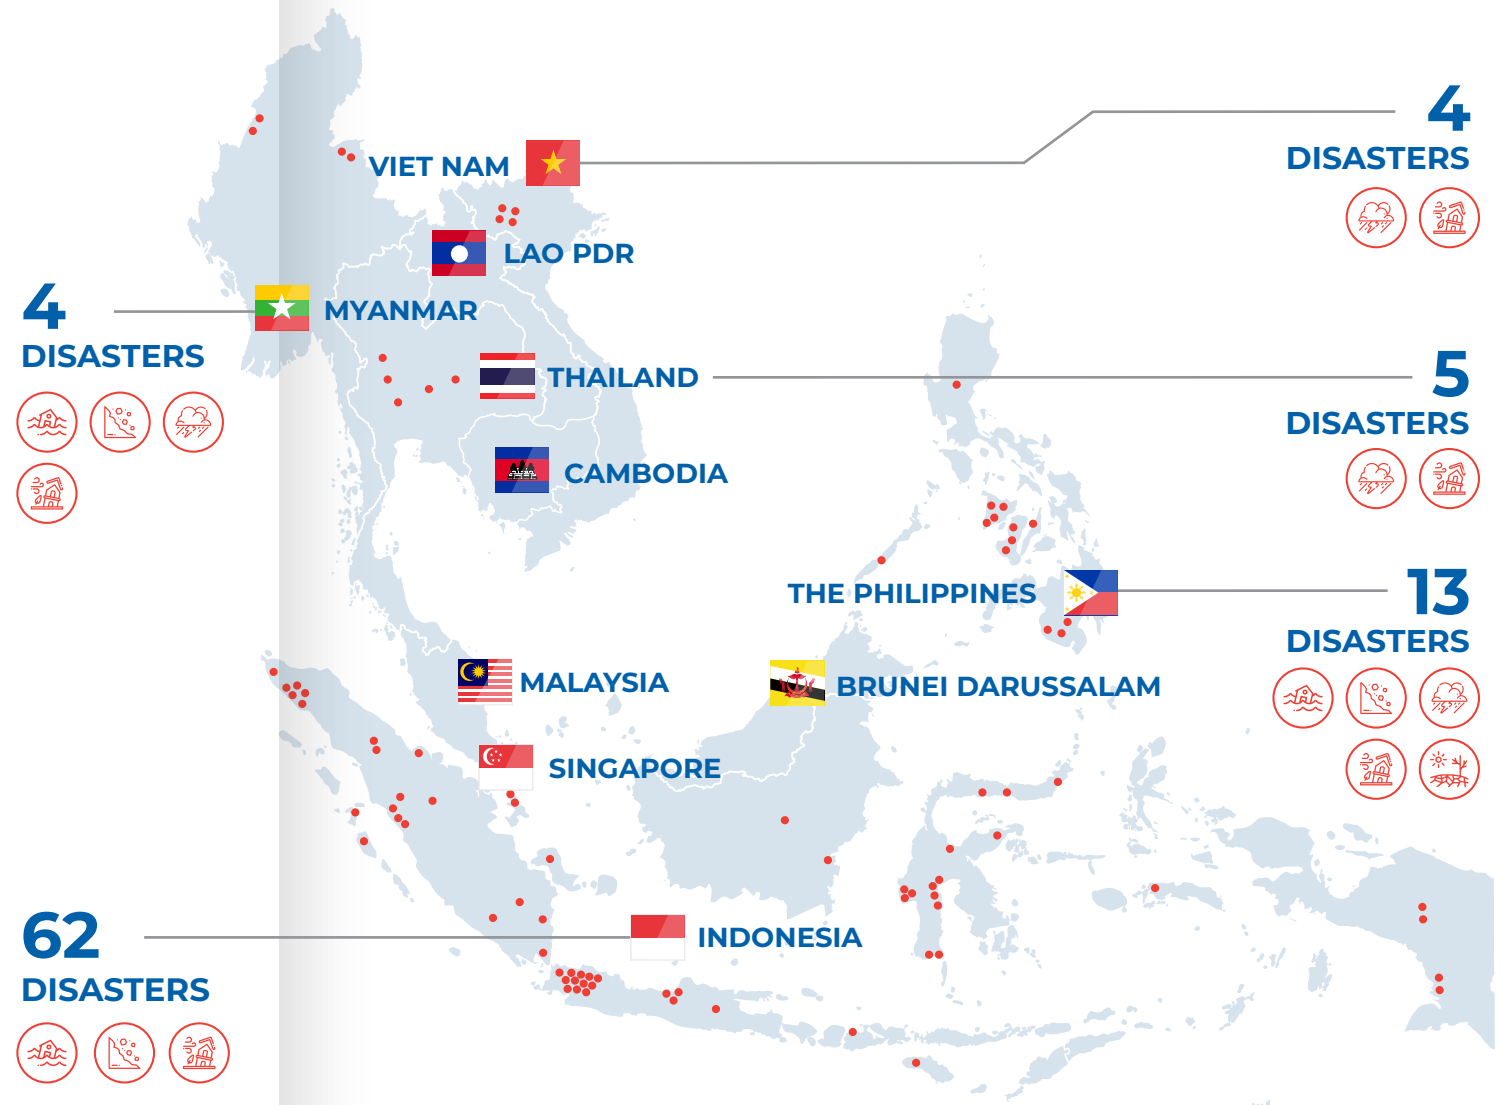 4
DISASTERS
VIET NAM
LAO PDR
4
DISASTERS
MYANMAR
THAILAND
5
DISASTERS
CAMBODIA
THE PHILIPPINES
13
DISASTERS
MALAYSIA
BRUNEI DARUSSALAM
SINGAPORE
62
DISASTERS
INDONESIA